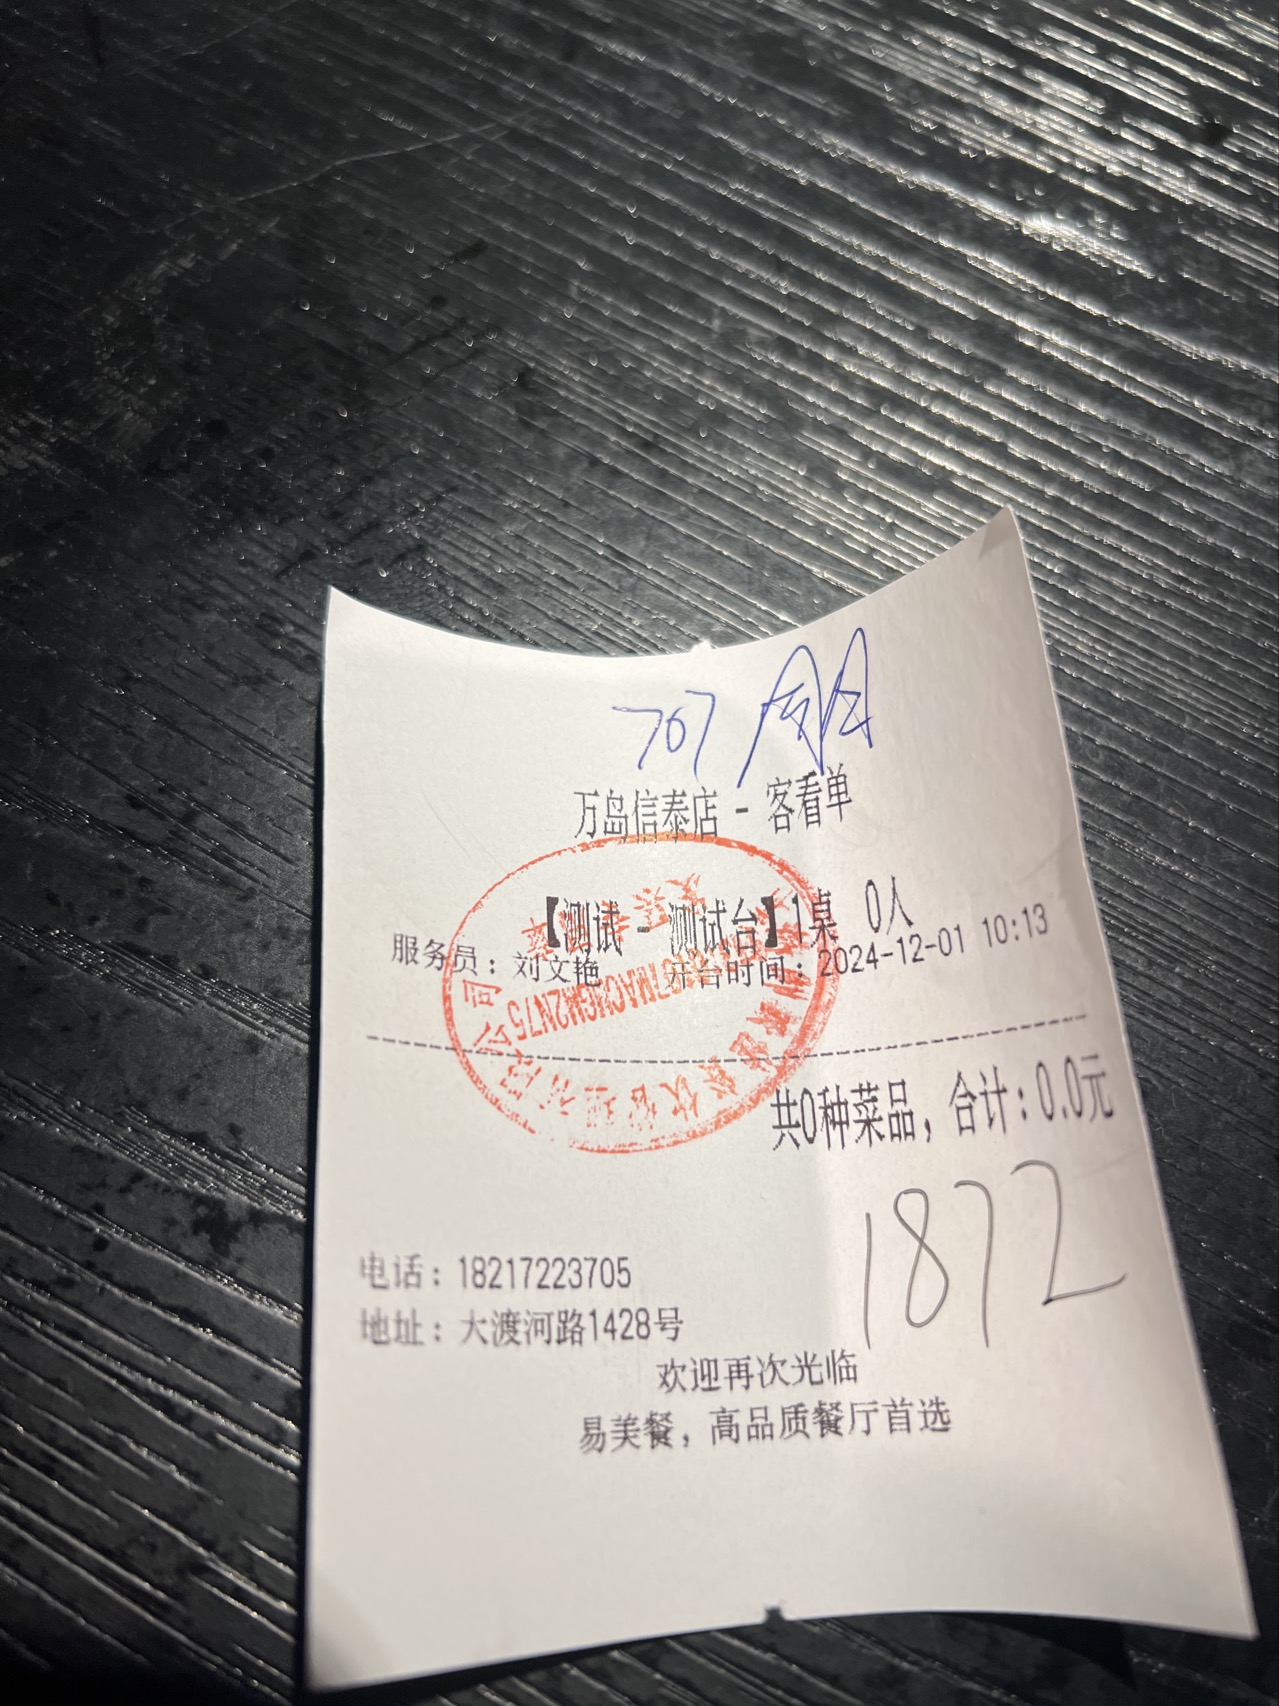 707
万岛信泰店 - 客看单
【测试 - 测试台】1桌 0人
服务员：刘文艳 开台时间：2024-12-01 10:13
共0种菜品，合计：0.0元
1872
电话：18217223705
地址：大渡河路1428号
欢迎再次光临
易美餐，高品质餐厅首选